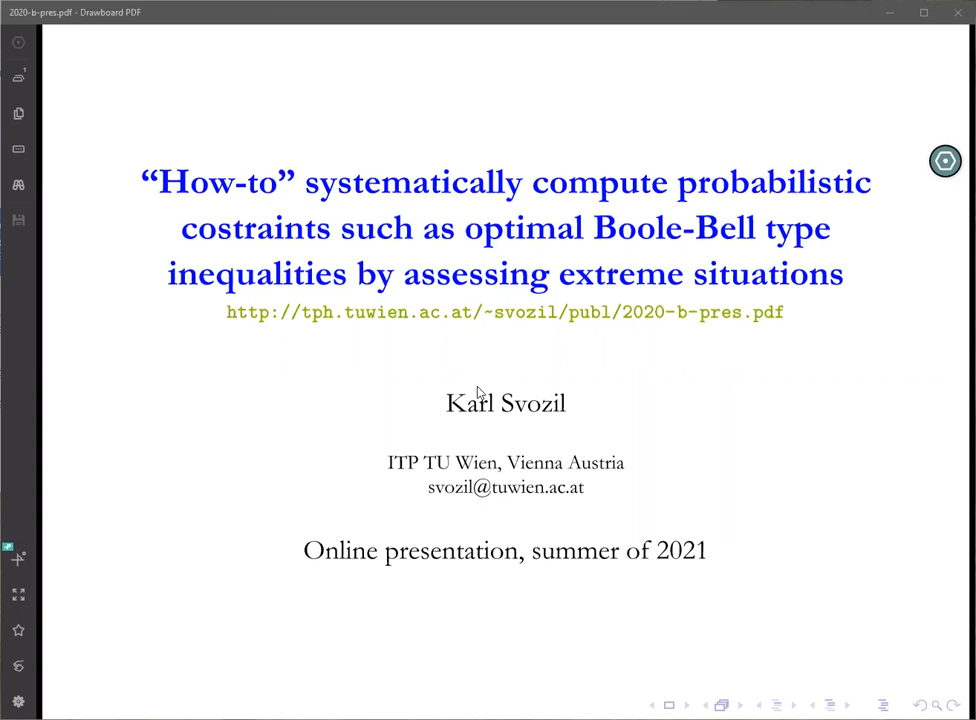 2020-b-pres.pdf - Drawboard PDF
“How-to” systematically compute probabilistic
costraints such as optimal Boole-Bell type
inequalities by assessing extreme situations
http://tph.tuwien.ac.at/~svozil/publ/2020-b-pres.pdf
Karl Svozil
ITP TU Wien, Vienna Austria
svozil@tuwien.ac.at
Online presentation, summer of 2021